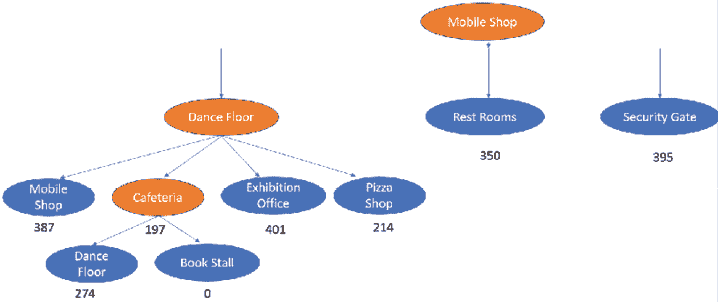 Mobile Shop
Dance Floor
Rest Rooms
Security Gate
350
395
Mobile
Shop
Cafeteria
Exhibition
Office
Pizza
Shop
387
197
401
214
Dance
Floor
Book Stall
274
0